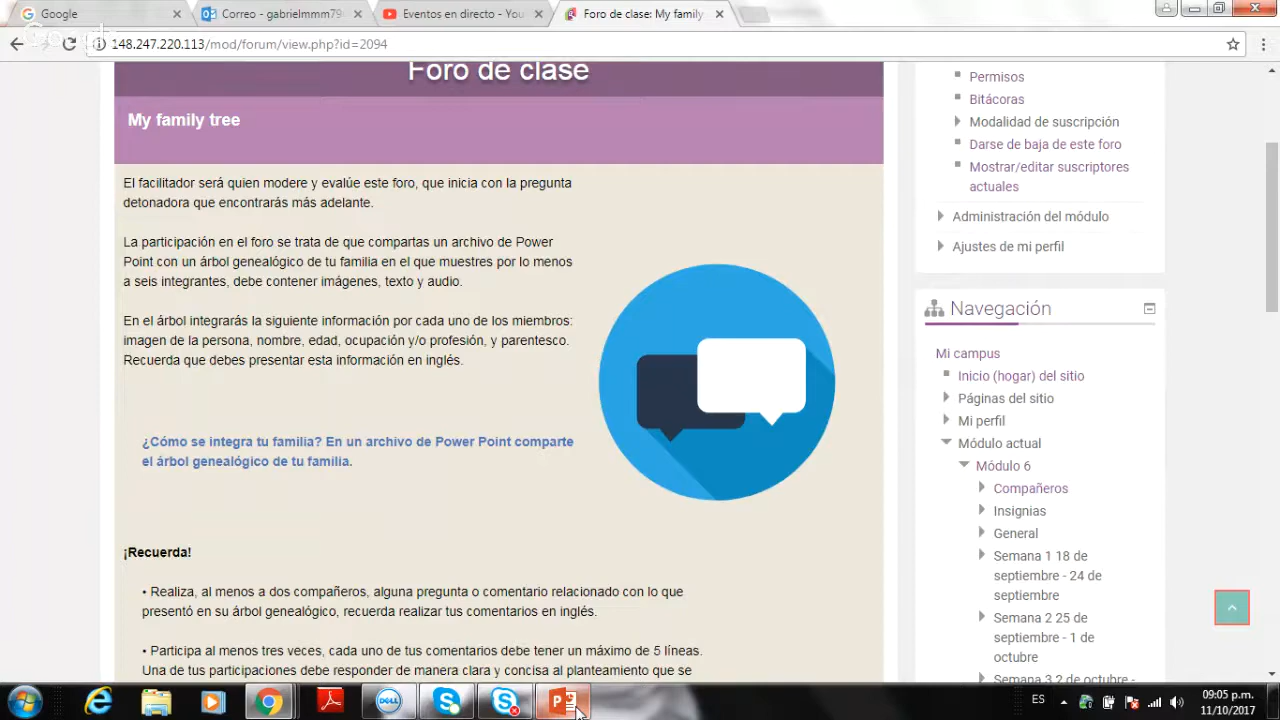 Google
Correo - gabrielmmm79
Eventos en directo - You
Foro de clase: My family
148.247.220.113/mod/forum/view.php?id=2094
Foro de clase
My family tree
El facilitador será quien modere y evalúe este foro, que inicia con la pregunta
detonadora que encontrarás más adelante.
La participación en el foro se trata de que compartas un archivo de Power
Point con un árbol genealógico de tu familia en el que muestres por lo menos
a seis integrantes, debe contener imágenes, texto y audio.
En el árbol integrarás la siguiente información por cada uno de los miembros:
imagen de la persona, nombre, edad, ocupación y/o profesión, y parentesco.
Recuerda que debes presentar esta información en inglés.
¿Cómo se integra tu familia? En un archivo de Power Point comparte
el árbol genealógico de tu familia.
¡Recuerda!
• Realiza, al menos a dos compañeros, alguna pregunta o comentario relacionado con lo que
presentó en su árbol genealógico, recuerda realizar tus comentarios en inglés.
• Participa al menos tres veces, cada uno de tus comentarios debe tener un máximo de 5 líneas.
Una de tus participaciones debe responder de manera clara y concisa al planteamiento que se
Permisos
Bitácoras
Modalidad de suscripción
Darse de baja de este foro
Mostrar/editar suscriptores
actuales
Administración del módulo
Ajustes de mi perfil
Navegación
Mi campus
Inicio (hogar) del sitio
Páginas del sitio
Mi perfil
Módulo actual
Módulo 6
Compañeros
Insignias
General
Semana 1 18 de
septiembre - 24 de
septiembre
Semana 2 25 de
septiembre - 1 de
octubre
Semana 3 2 de octubre -
DELL
ES
09:05 p.m.
11/10/2017